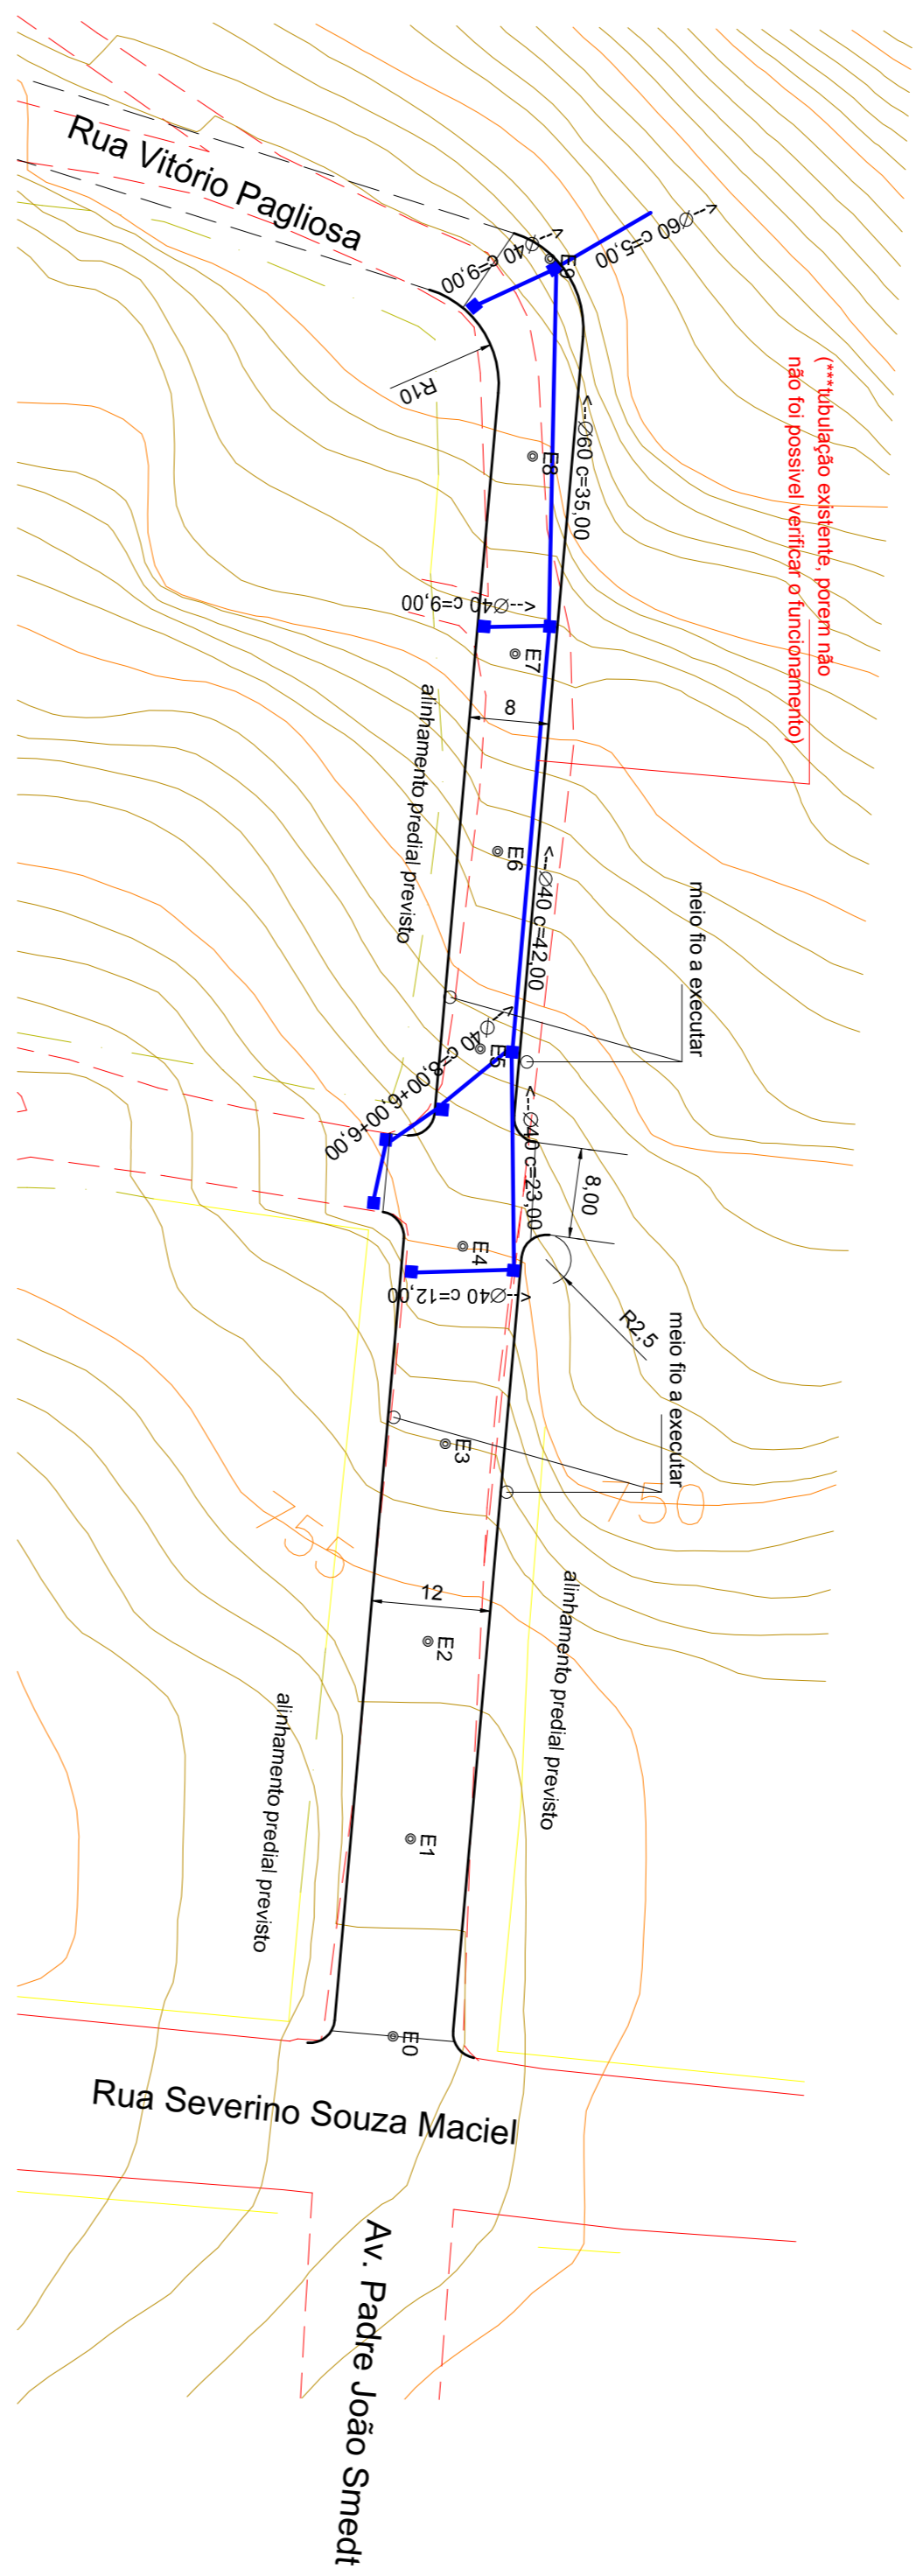 Rua Vitório Pagliosa
<--Ø60 c=5,00
<--Ø40 c=9,00
E9
R10
(***tubulação existente, porem não
não foi possivel verificar o funcionamento)
<--Ø60 c=35,00
E8
<--Ø40 c=9,00
E7
8
alinhamento predial previsto
E6
<--Ø40 c=42,00
meio fio a executar
E5
<--Ø40 c=8,00+6,00+6,00
<--Ø40 c=23,00
8,00
E4
<--Ø40 c=12,00
R2,5
meio fio a executar
E3
750
755
12
E2
alinhamento predial previsto
alinhamento predial previsto
E1
E0
Rua Severino Souza Maciel
Av. Padre João Smedt